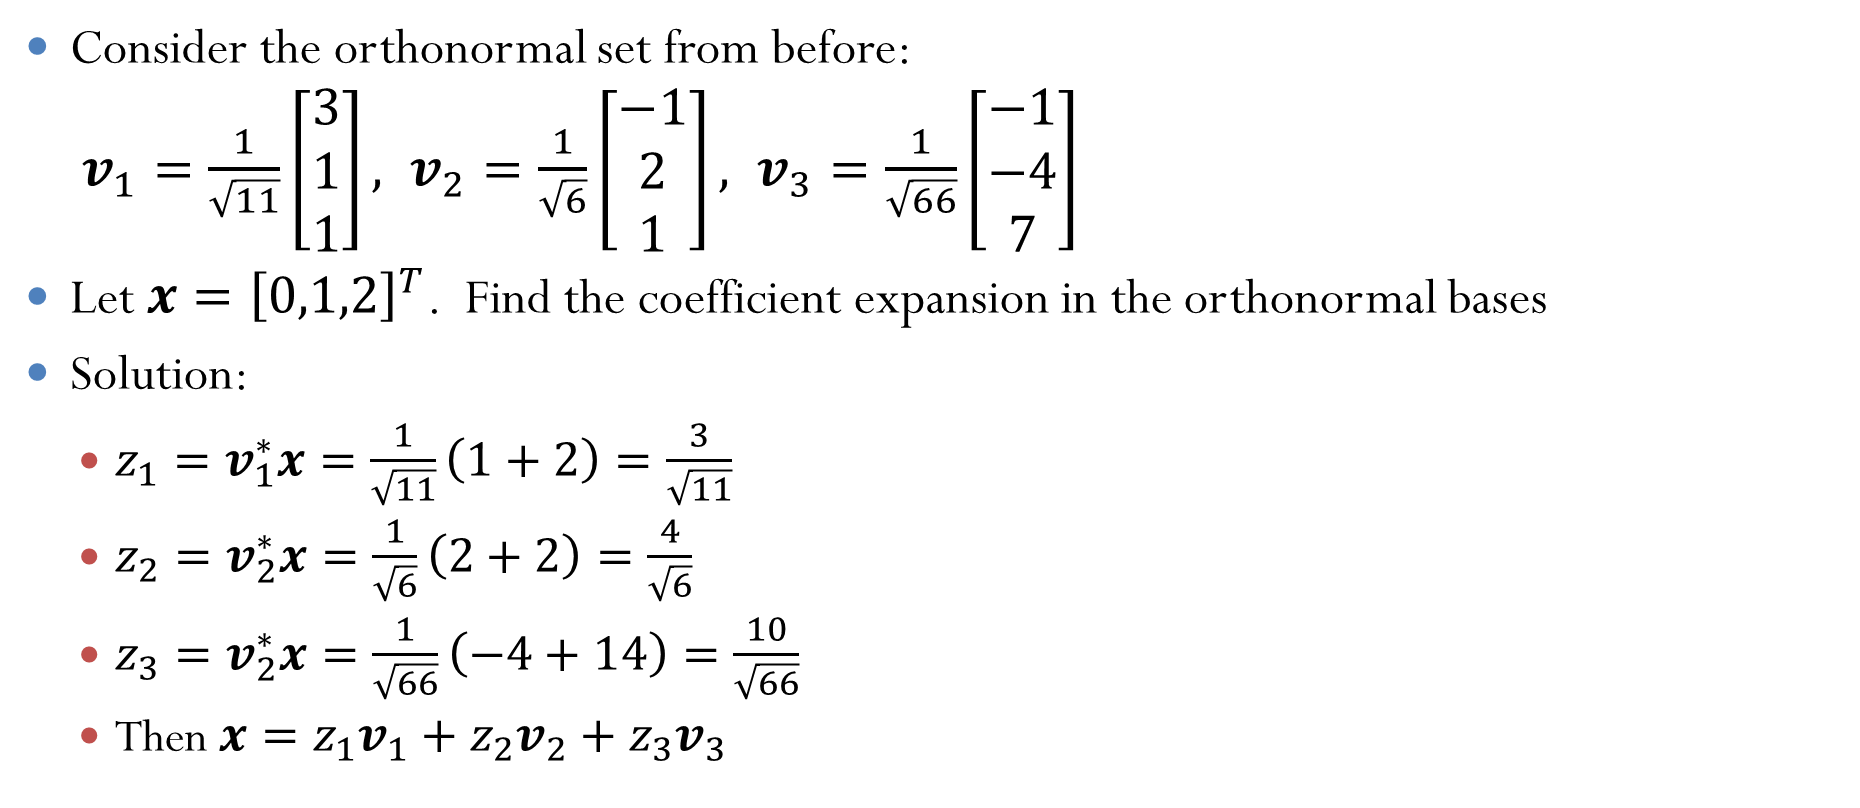 • Consider the orthonormal set from before:
𝒗₁ = 1/√11 [3 1 1], 𝒗₂ = 1/√6 [−1 2 1], 𝒗₃ = 1/√66 [−1 −4 7]
• Let 𝒙 = [0,1,2]ᵀ. Find the coefficient expansion in the orthonormal bases
• Solution:
• z₁ = 𝒗₁*𝒙 = 1/√11 (1 + 2) = 3/√11
• z₂ = 𝒗₂*𝒙 = 1/√6 (2 + 2) = 4/√6
• z₃ = 𝒗₂*𝒙 = 1/√66 (−4 + 14) = 10/√66
• Then 𝒙 = z₁𝒗₁ + z₂𝒗₂ + z₃𝒗₃